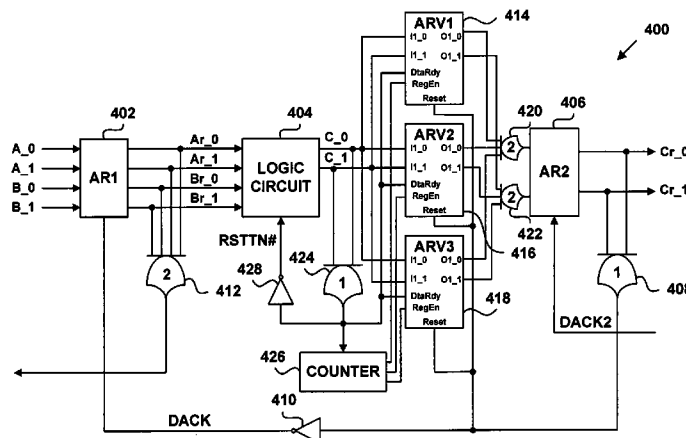 ARV1
414
400
402
404
I1_0
O1_0
I1_1
O1_1
DtaRdy
RegEn
Reset
420
406
A_0
A_1
B_0
B_1
AR1
Ar_0
Ar_1
Br_0
Br_1
LOGIC
CIRCUIT
C_0
C_1
ARV2
I1_0
O1_0
I1_1
O1_1
DtaRdy
RegEn
Reset
2
2
AR2
Cr_0
Cr_1
422
416
RSTTN#
424
428
2
412
1
ARV3
I1_0
O1_0
I1_1
O1_1
DtaRdy
RegEn
Reset
418
1
408
DACK2
426
COUNTER
410
DACK